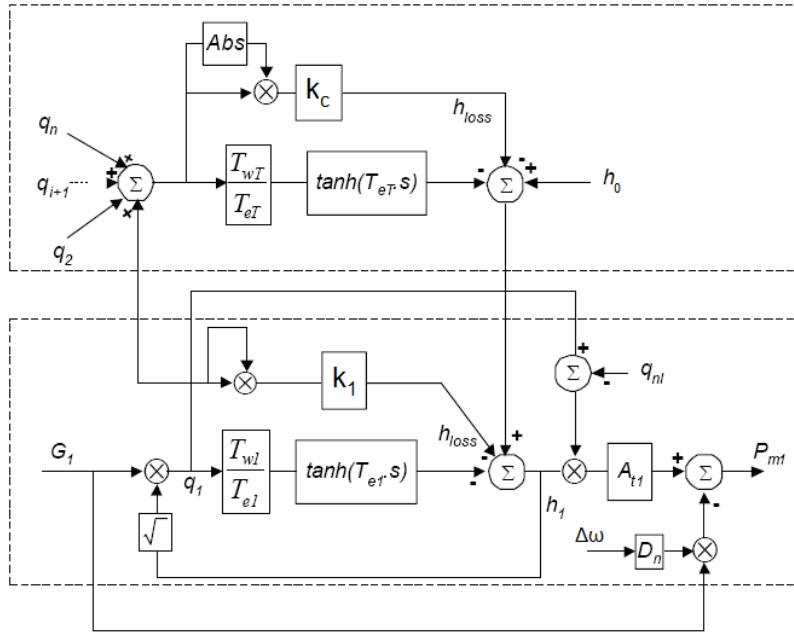 Abs
k_c
h_loss
q_n
q_{i+1} ----
q_2
Σ
T_wT
T_eT
tanh(T_eT.s)
Σ
h_0
k_1
h_loss
Σ
q_nl
G_1
q_1
T_w1
T_e1
tanh(T_e1.s)
Σ
h_1
A_t1
Σ
P_m1
√
Δω
D_n